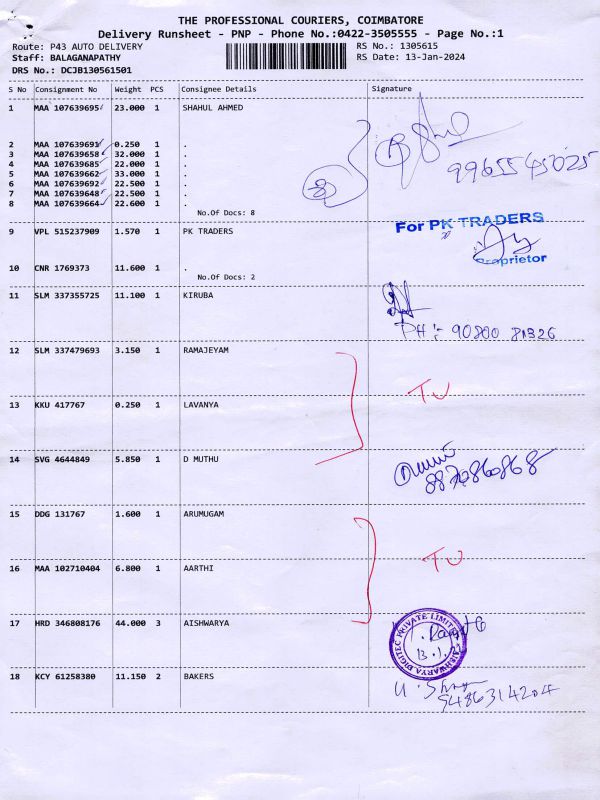 THE PROFESSIONAL COURIERS, COIMBATORE
Delivery Runsheet - PNP - Phone No.:0422-3505555 - Page No.:1
Route: P43 AUTO DELIVERY
Staff: BALAGANAPATHY
DRS No.: DCJB130561501
RS No.: 1305615
RS Date: 13-Jan-2024
S No Consignment No Weight PCS Consignee Details Signature
1 MAA 107639695 23.000 1 SHAHUL AHMED
2 MAA 107639691 0.250 1 .
3 MAA 107639658 32.000 1 .
4 MAA 107639685 22.000 1 .
5 MAA 107639662 33.000 1 .
6 MAA 107639692 22.500 1 .
7 MAA 107639648 22.500 1 .
8 MAA 107639664 22.600 1 .
No.Of Docs: 8
9965545025
9 VPL 515237909 1.570 1 PK TRADERS
For PK TRADERS
Proprietor
10 CNR 1769373 11.600 1 .
No.Of Docs: 2
11 SLM 337355725 11.100 1 KIRUBA
PH: 90800 81326
12 SLM 337479693 3.150 1 RAMAJEYAM
TU
13 KKU 417767 0.250 1 LAVANYA
14 SVG 4644849 5.850 1 D MUTHU
8870860868
15 DDG 131767 1.600 1 ARUMUGAM
TU
16 MAA 102710404 6.800 1 AARTHI
17 HRD 346808176 44.000 3 AISHWARYA
AISHWARYA DIGITEC PRIVATE LIMITED
18 KCY 61258380 11.150 2 BAKERS
9486314204